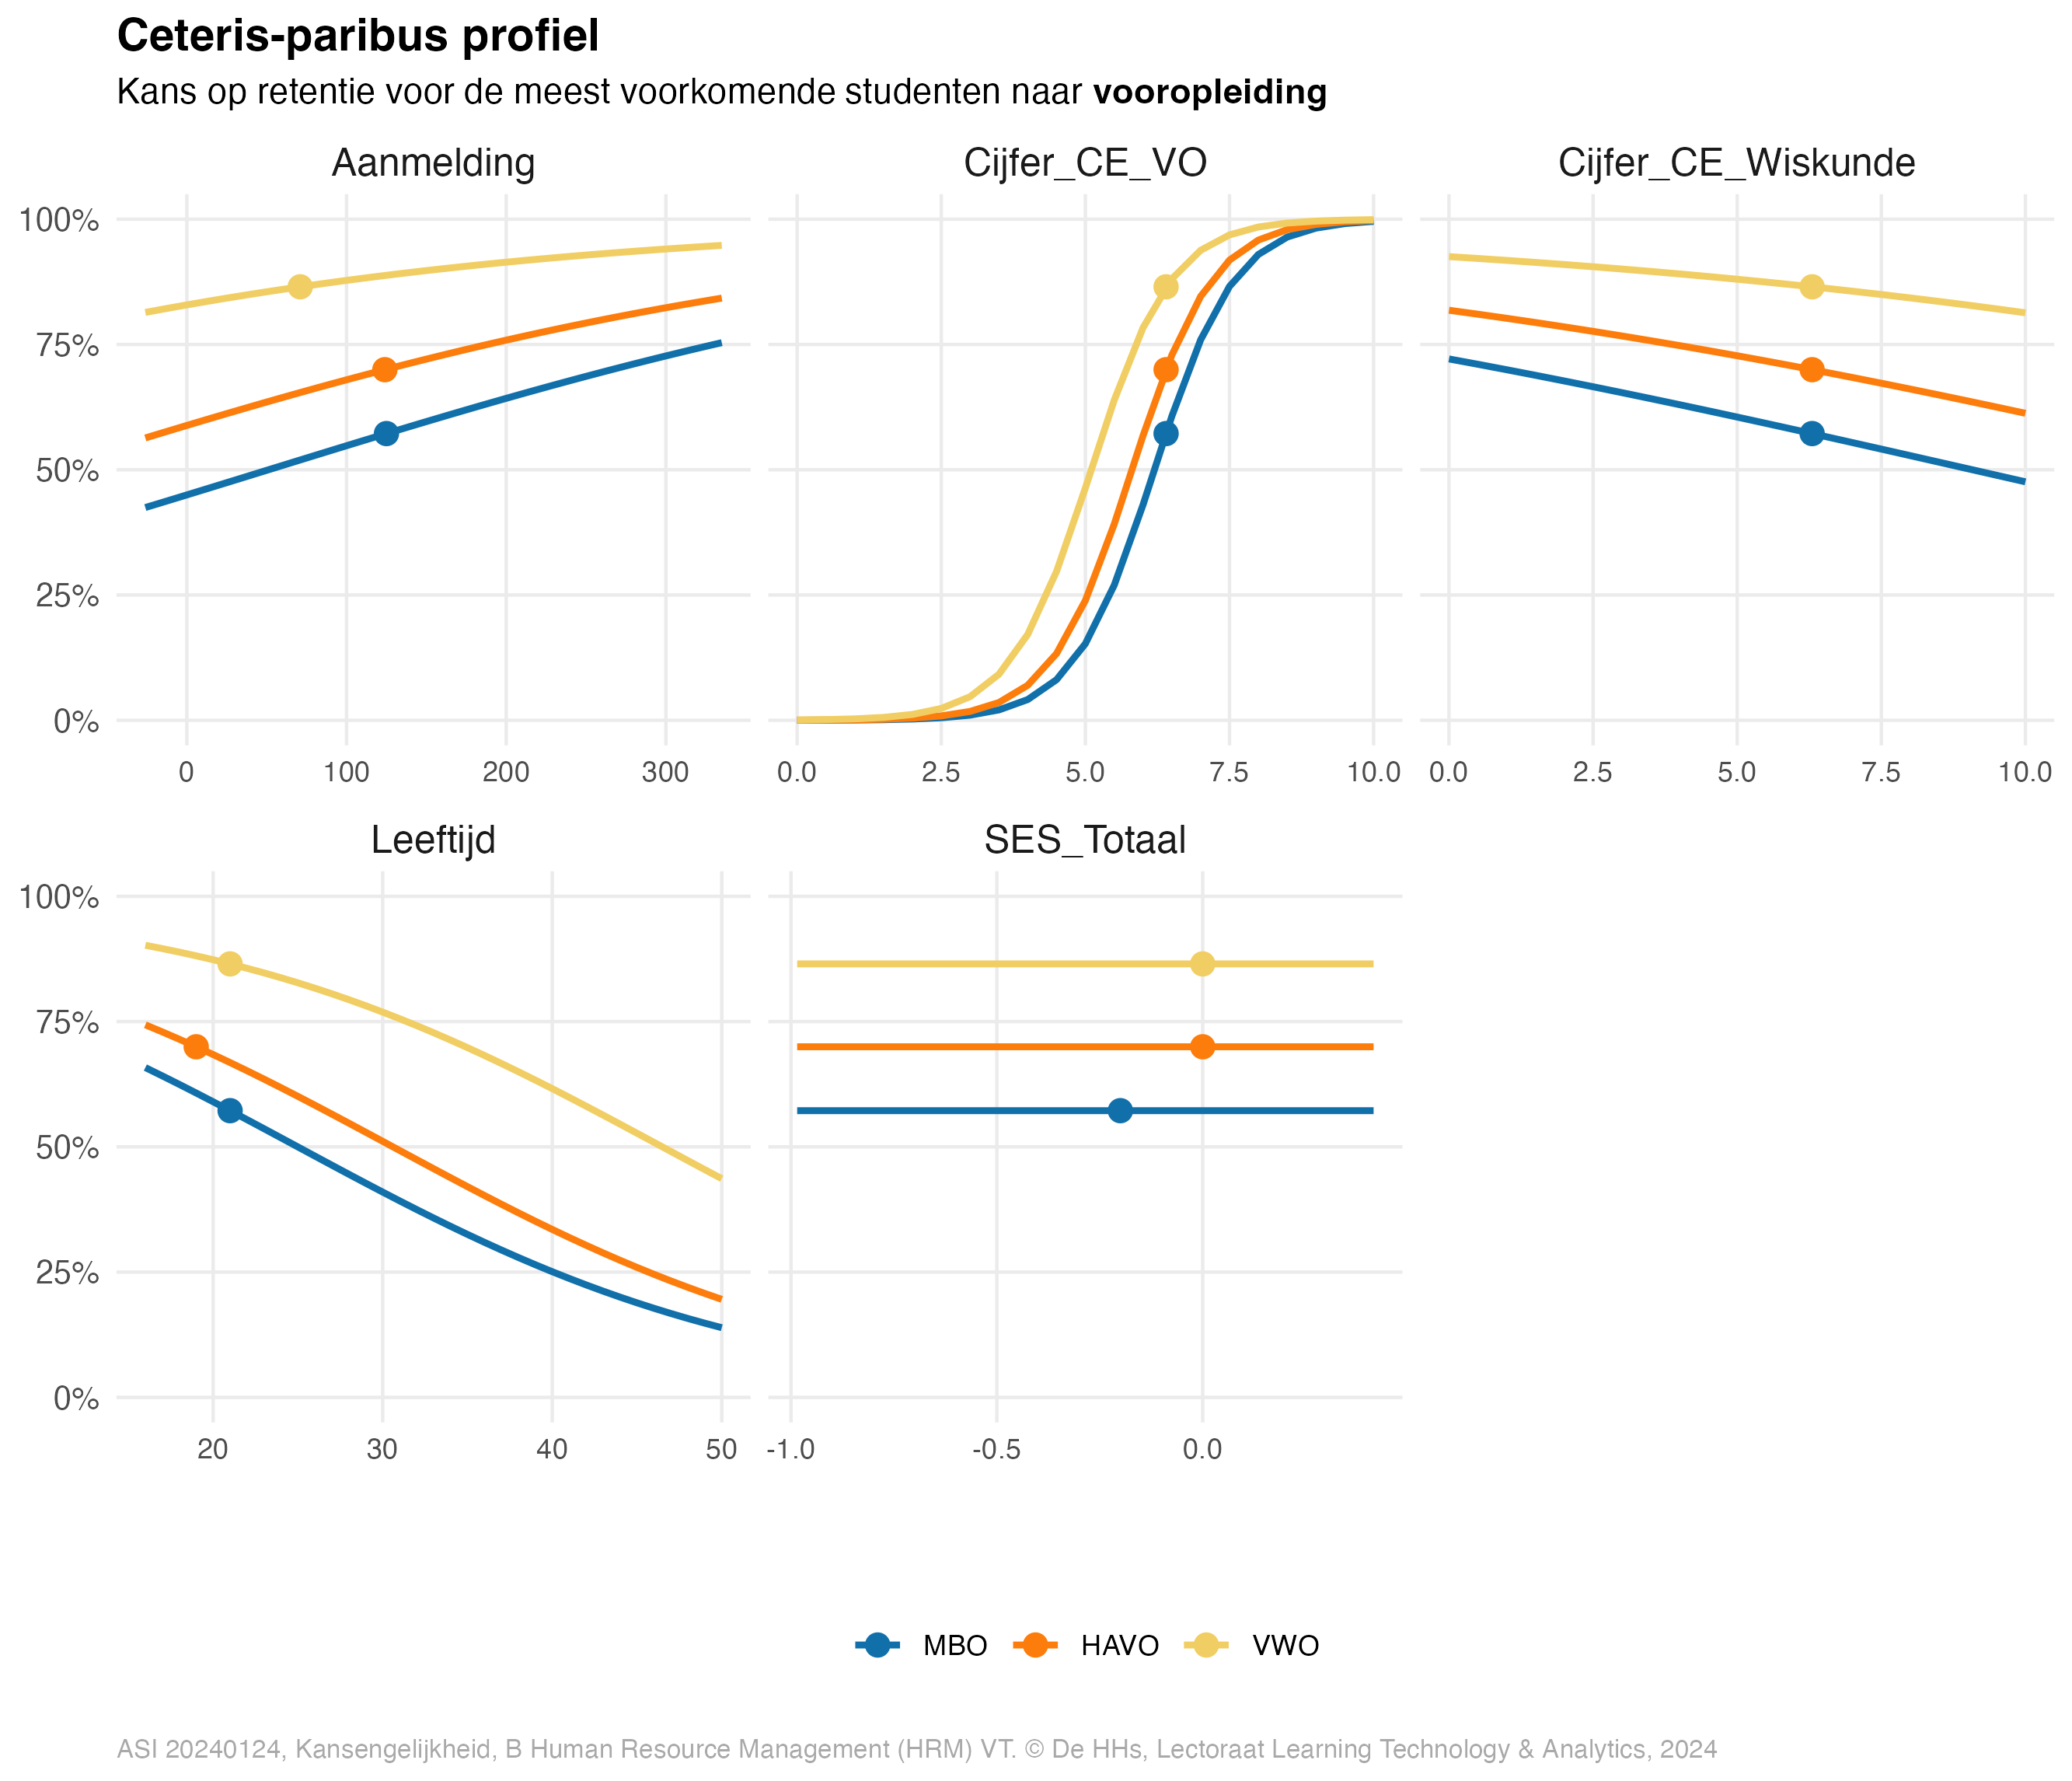 Ceteris-paribus profiel
Kans op retentie voor de meest voorkomende studenten naar vooropleiding
Aanmelding
Cijfer_CE_VO
Cijfer_CE_Wiskunde
100%
75%
50%
25%
0%
0 100 200 300
0.0 2.5 5.0 7.5 10.0
0.0 2.5 5.0 7.5 10.0
Leeftijd
SES_Totaal
100%
75%
50%
25%
0%
20 30 40 50
-1.0 -0.5 0.0
MBO HAVO VWO
ASI 20240124, Kansengelijkheid, B Human Resource Management (HRM) VT. © De HHs, Lectoraat Learning Technology & Analytics, 2024